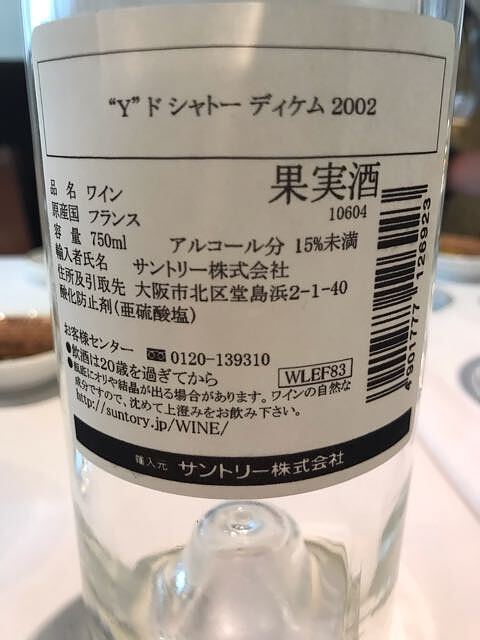 “Y” ド シャトー ディケム 2002
果実酒
10604
品 名 ワイン
原産国 フランス
容 量 750ml アルコール分 15%未満
輸入者氏名 サントリー株式会社
住所及引取先 大阪市北区堂島浜2-1-40
酸化防止剤(亜硫酸塩)
お客様センター 0120-139310
●飲酒は20歳を過ぎてから WLEF83
●瓶底にオリや結晶が出る場合があります。ワインの自然な
成分ですので、沈めて上澄みをお飲み下さい。
http://suntory.jp/WINE/
輸入元 サントリー株式会社
4 901777 126923